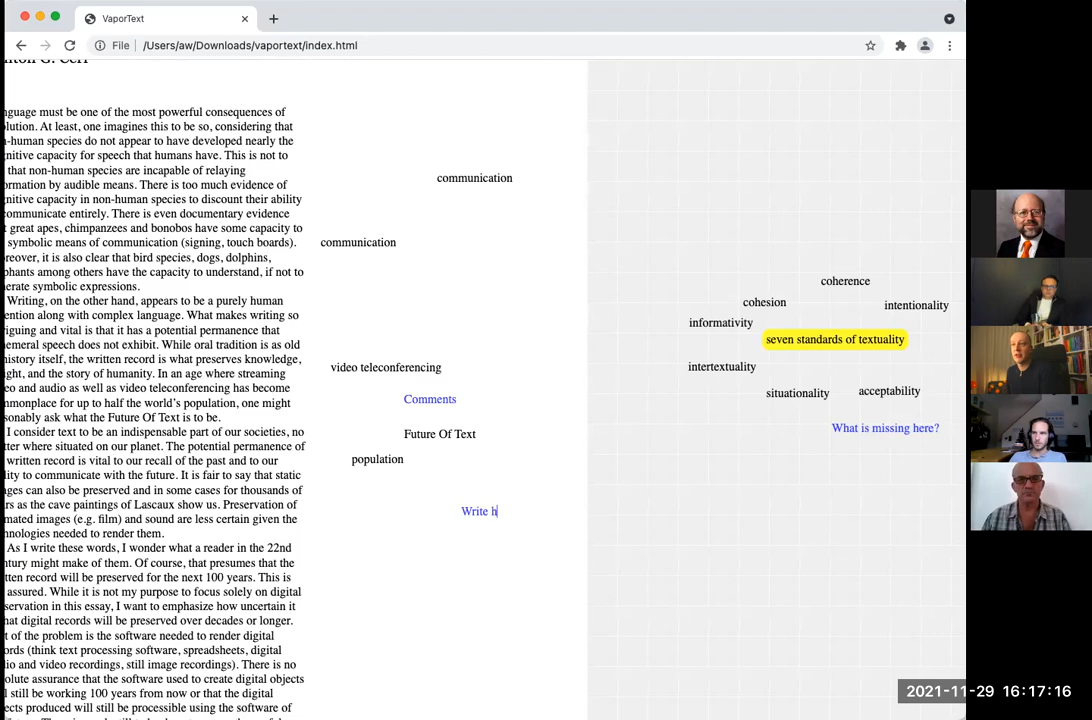 VaporText
File
/Users/aw/Downloads/vaportext/index.html
G. Cerf
nguage must be one of the most powerful consequences of
lution. At least, one imagines this to be so, considering that
n-human species do not appear to have developed nearly the
gnitive capacity for speech that humans have. This is not to
that non-human species are incapable of relaying
ormation by audible means. There is too much evidence of
gnitive capacity in non-human species to discount their ability
communicate entirely. There is even documentary evidence
t great apes, chimpanzees and bonobos have some capacity to
symbolic means of communication (signing, touch boards).
reover, it is also clear that bird species, dogs, dolphins,
phants among others have the capacity to understand, if not to
nerate symbolic expressions.
Writing, on the other hand, appears to be a purely human
ention along with complex language. What makes writing so
riguing and vital is that it has a potential permanence that
hemeral speech does not exhibit. While oral tradition is as old
history itself, the written record is what preserves knowledge,
ight, and the story of humanity. In an age where streaming
eo and audio as well as video teleconferencing has become
mmonplace for up to half the world's population, one might
sonably ask what the Future Of Text is to be.
I consider text to be an indispensable part of our societies, no
tter where situated on our planet. The potential permanence of
written record is vital to our recall of the past and to our
lity to communicate with the future. It is fair to say that static
ages can also be preserved and in some cases for thousands of
rs as the cave paintings of Lascaux show us. Preservation of
mated images (e.g. film) and sound are less certain given the
hnologies needed to render them.
As I write these words, I wonder what a reader in the 22nd
ntury might make of them. Of course, that presumes that the
tten record will be preserved for the next 100 years. This is
assured. While it is not my purpose to focus solely on digital
servation in this essay, I want to emphasize how uncertain it
hat digital records will be preserved over decades or longer.
t of the problem is the software needed to render digital
ords (think text processing software, spreadsheets, digital
io and video recordings, still image recordings). There is no
olute assurance that the software used to create digital objects
l still be working 100 years from now or that the digital
ects produced will still be processible using the software of
communication
communication
video teleconferencing
Comments
Future Of Text
population
Write h
coherence
cohesion
intentionality
informativity
seven standards of textuality
intertextuality
situationality
acceptability
What is missing here?
2021-11-29 16:17:16